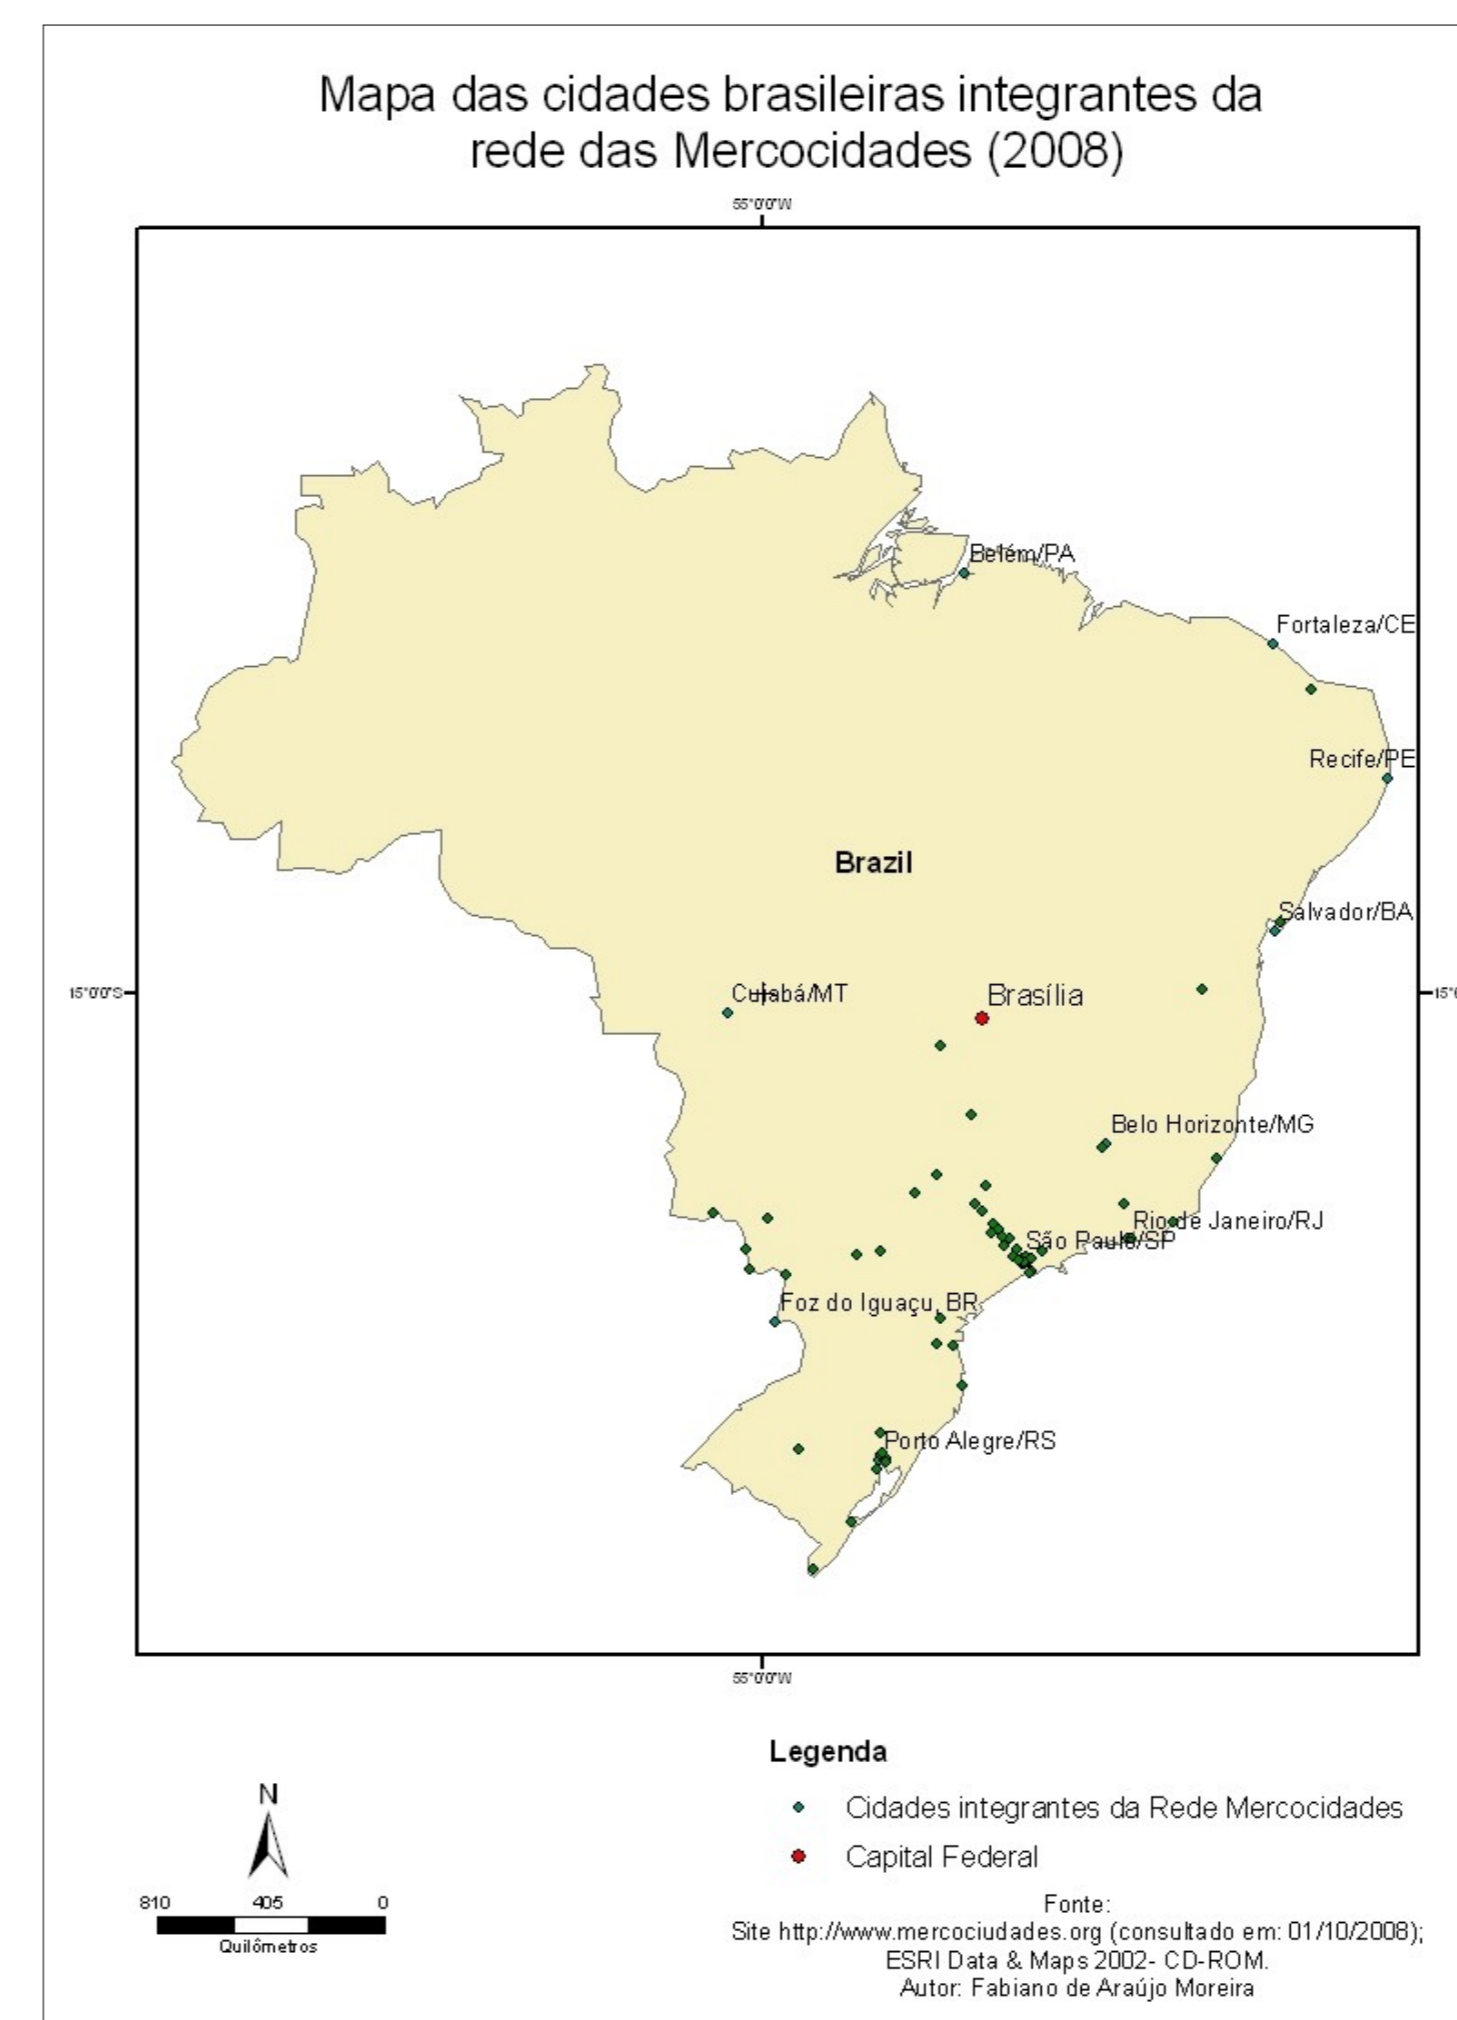 Mapa das cidades brasileiras integrantes da
rede das Mercocidades (2008)
55°0'0"W
Belém/PA
Fortaleza/CE
Recife/PE
Brazil
Salvador/BA
15°0'0"S
Cuiabá/MT
Brasília
Belo Horizonte/MG
Rio de Janeiro/RJ
São Paulo/SP
Foz do Iguaçu, BR
Porto Alegre/RS
55°0'0"W
Legenda
N
Cidades integrantes da Rede Mercocidades
Capital Federal
810 405 0
Quilômetros
Fonte:
Site http://www.mercociudades.org (consultado em: 01/10/2008);
ESRI Data & Maps 2002- CD-ROM.
Autor: Fabiano de Araújo Moreira